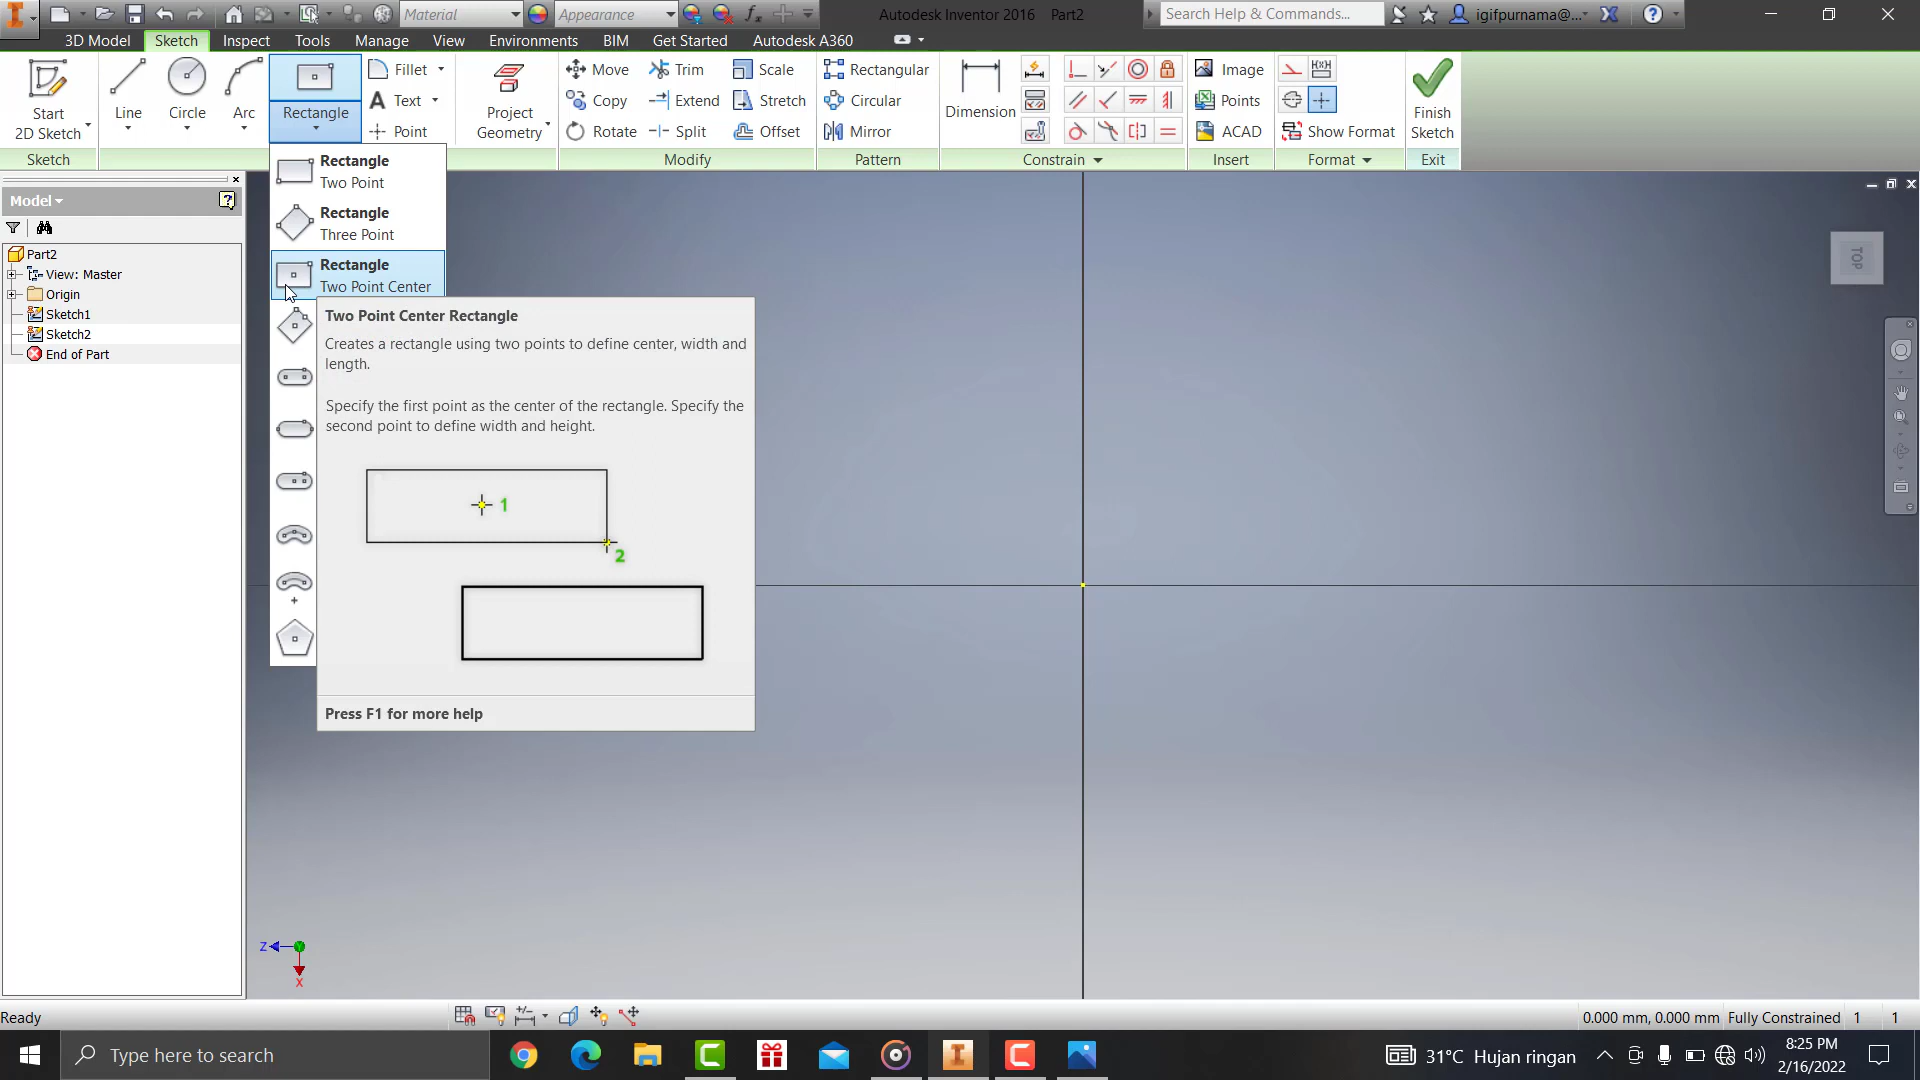 Material
Appearance
Autodesk Inventor 2016 Part2
Search Help & Commands...
igifpurnama@...
3D Model Sketch Inspect Tools Manage View Environments BIM Get Started Autodesk A360
Start
2D Sketch
Line
Circle
Arc
Rectangle
Fillet
Text
Point
Project
Geometry
Move
Copy
Rotate
Trim
Extend
Split
Scale
Stretch
Offset
Rectangular
Circular
Mirror
Dimension
Image
Points
ACAD
Show Format
Finish
Sketch
Sketch
Modify
Pattern
Constrain
Insert
Format
Exit
Model
Part2
View: Master
Origin
Sketch1
Sketch2
End of Part
Rectangle
Two Point
Rectangle
Three Point
Rectangle
Two Point Center
Two Point Center Rectangle
Creates a rectangle using two points to define center, width and
length.
Specify the first point as the center of the rectangle. Specify the
second point to define width and height.
1
2
Press F1 for more help
TOP
Z
X
Ready
0.000 mm, 0.000 mm Fully Constrained 1 1
Type here to search
31°C Hujan ringan
8:25 PM
2/16/2022